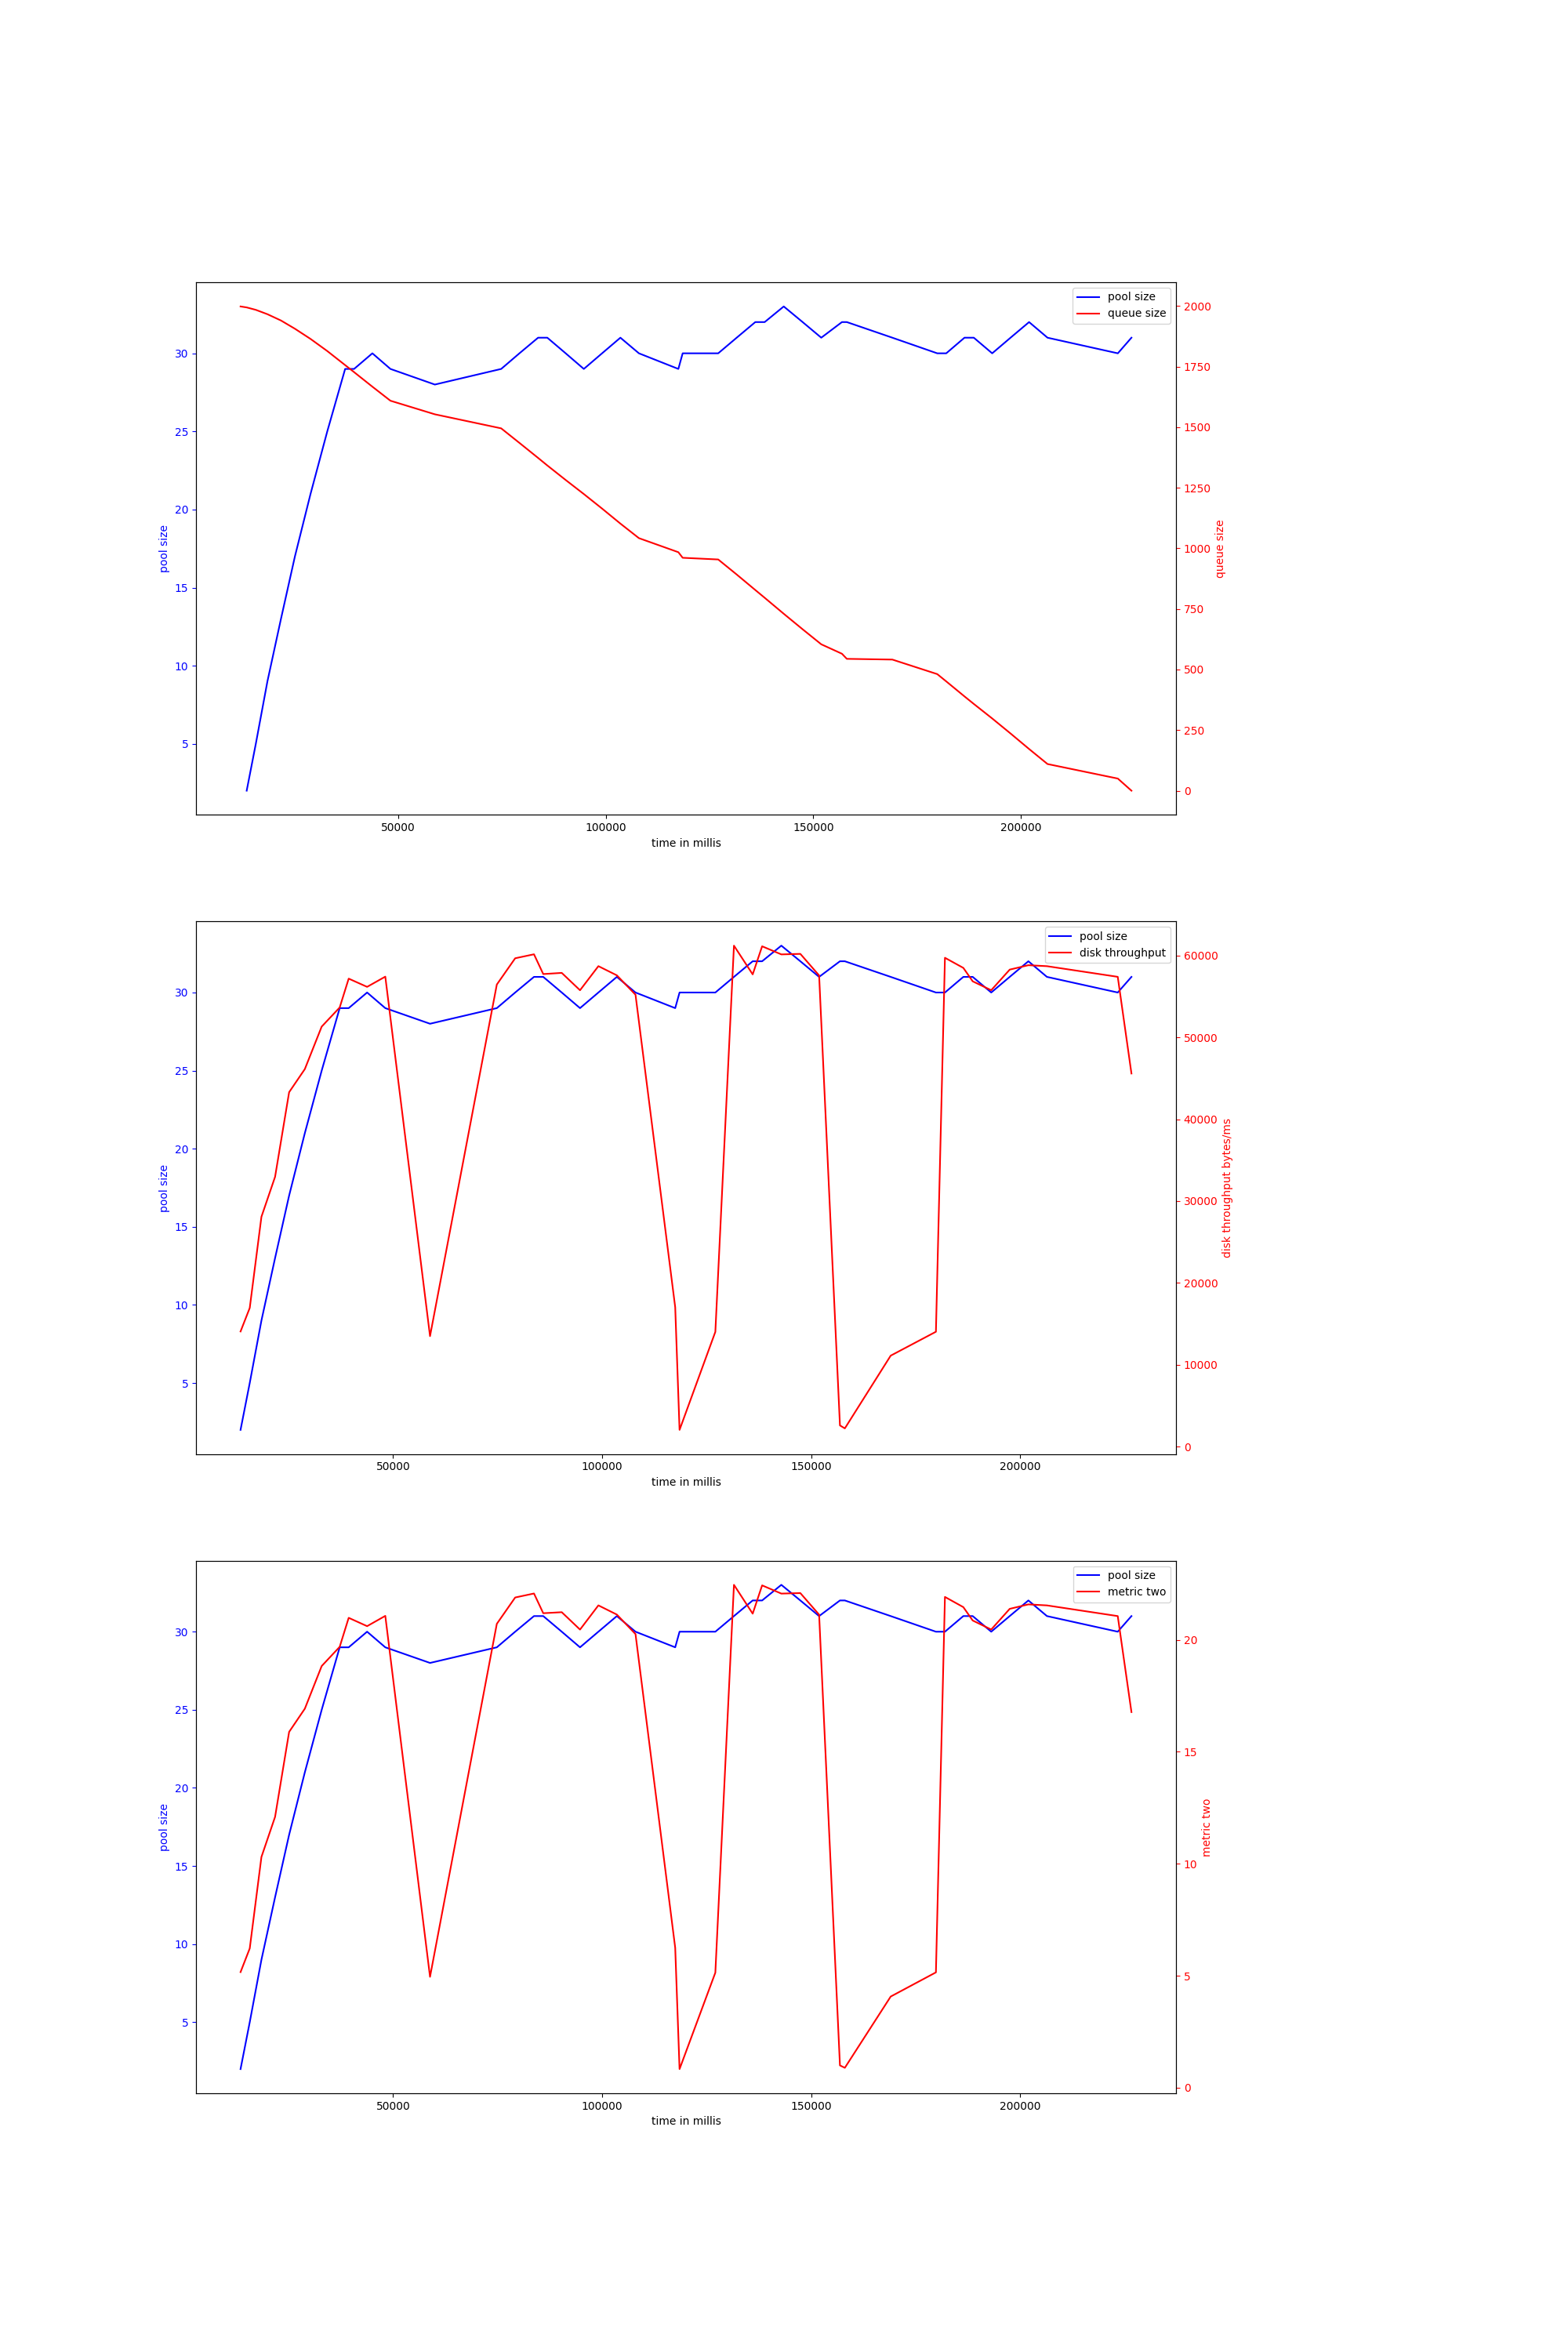 pool size
queue size
30
25
20
15
10
5
pool size
2000
1750
1500
1250
1000
750
500
250
0
queue size
50000 100000 150000 200000
time in millis
pool size
disk throughput
30
25
20
15
10
5
pool size
60000
50000
40000
30000
20000
10000
0
disk throughput bytes/ms
50000 100000 150000 200000
time in millis
pool size
metric two
30
25
20
15
10
5
pool size
20
15
10
5
0
metric two
50000 100000 150000 200000
time in millis